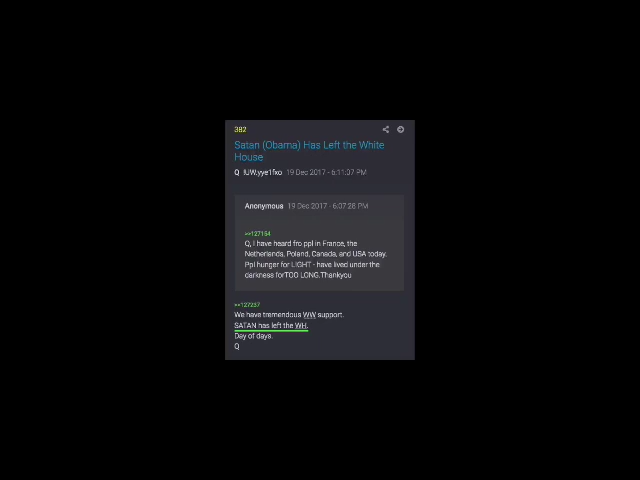 382
Satan (Obama) Has Left the White
House
Q !UW.yye1fxo 19 Dec 2017 - 6:11:07 PM
Anonymous 19 Dec 2017 - 6:07:28 PM
>>127154
Q, I have heard fro ppl in France, the
Netherlands, Poland, Canada, and USA today.
Ppl hunger for LIGHT - have lived under the
darkness forTOO LONG.Thankyou
>>127237
We have tremendous WW support.
SATAN has left the WH.
Day of days.
Q